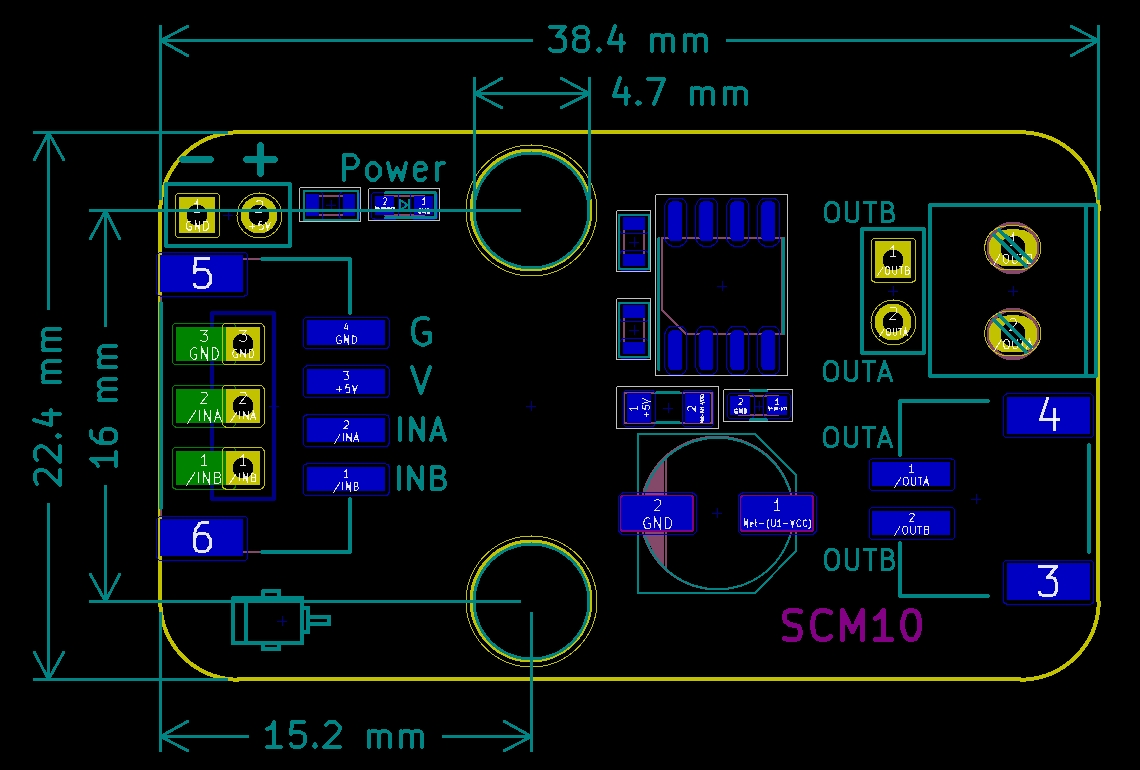 38.4 mm
4.7 mm
− +
Power
1
GND
2
+5V
2
1
OUTB
1
/OUTB
2
/OUTA
1
2
OUTA
5
4
GND
G
3
GND
3
GND
3
+5V
V
2
/INA
2
/INA
2
/INA
INA
1
/INB
1
/INB
1
/INB
INB
6
22.4 mm
16 mm
1
+5V
2
2
GND
1
2
GND
1
Net-(U1-VCC)
OUTA
4
1
/OUTA
2
/OUTB
OUTB
3
SCM10
15.2 mm